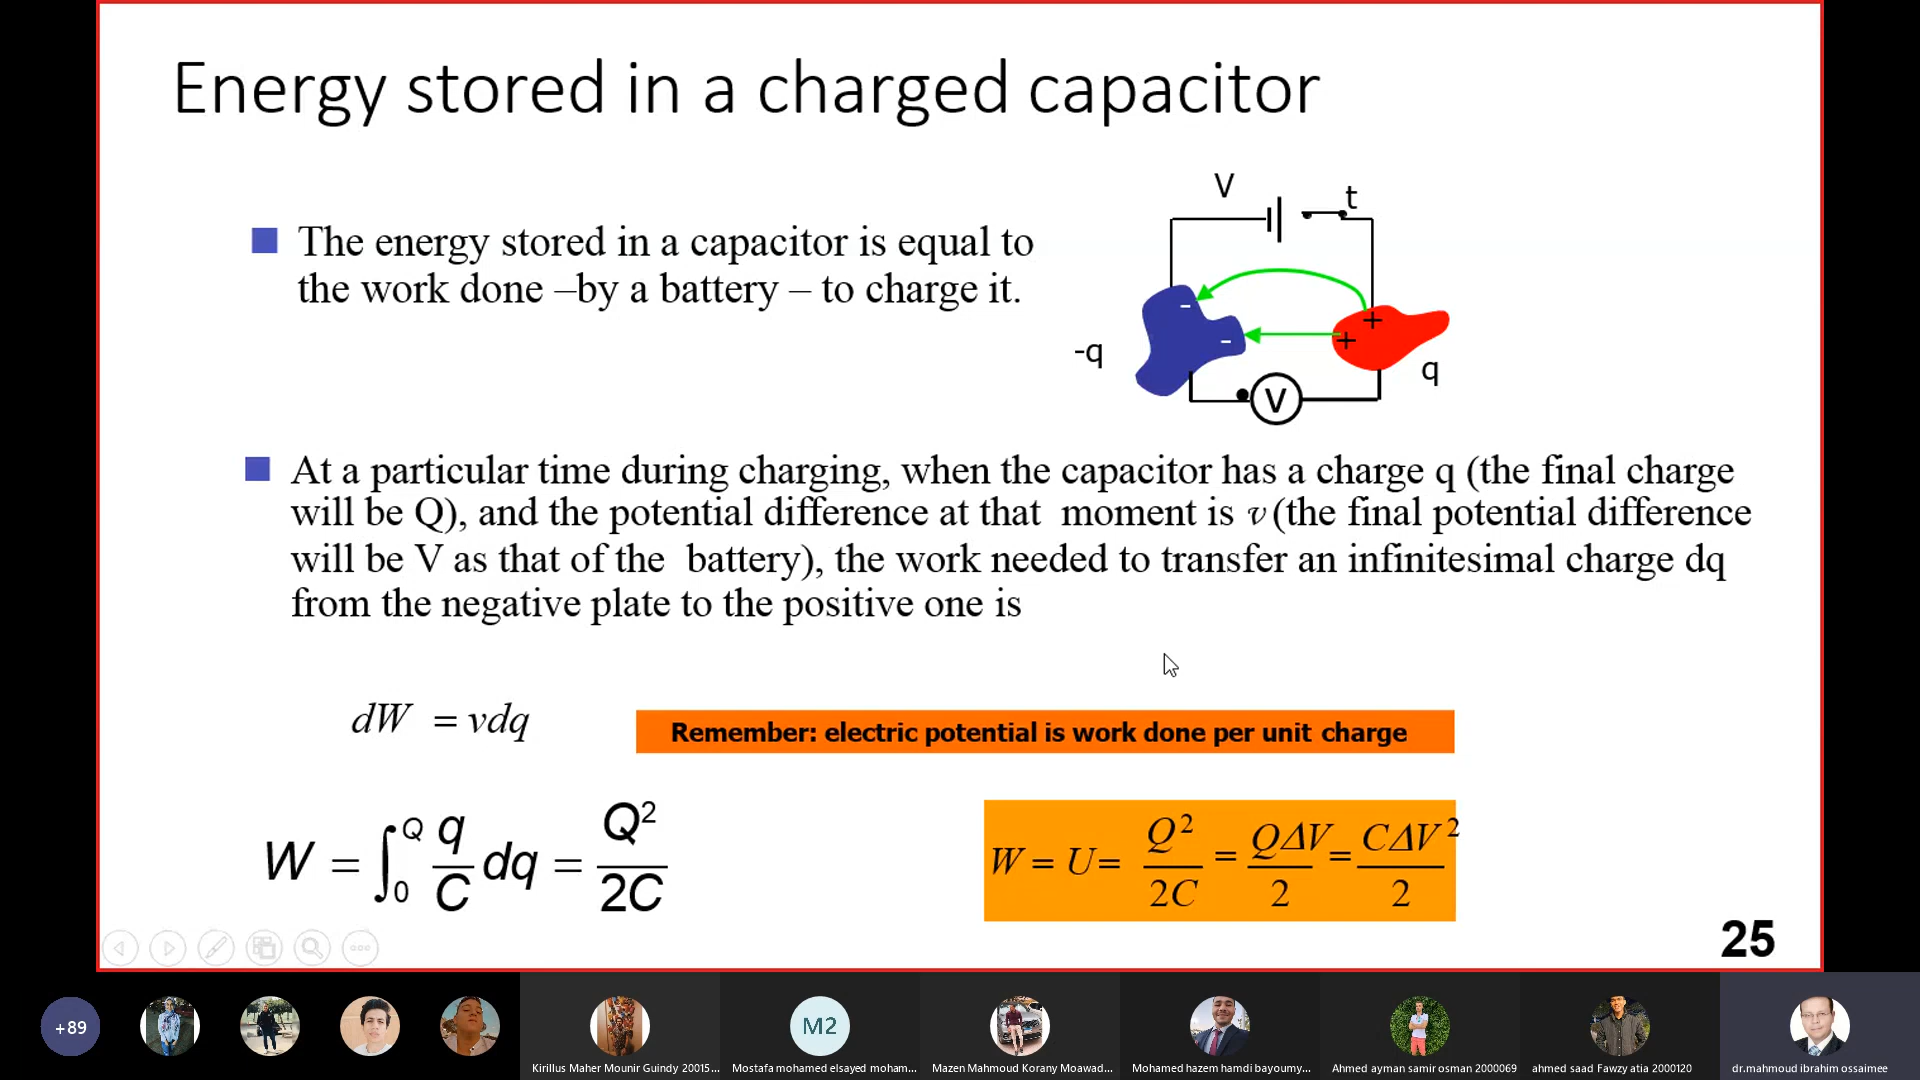 Energy stored in a charged capacitor
V
t
The energy stored in a capacitor is equal to
the work done –by a battery – to charge it.
- +
- +
-q
q
V
At a particular time during charging, when the capacitor has a charge q (the final charge
will be Q), and the potential difference at that moment is v (the final potential difference
will be V as that of the battery), the work needed to transfer an infinitesimal charge dq
from the negative plate to the positive one is
dW = vdq
Remember: electric potential is work done per unit charge
W = ∫₀^Q q/C dq = Q²/2C
W = U = Q²/2C = QΔV/2 = CΔV²/2
25
+89
M2
Kirillus Maher Mounir Guindy 20015...
Mostafa mohamed elsayed moham...
Mazen Mahmoud Korany Moawad...
Mohamed hazem hamdi bayoumy...
Ahmed ayman samir osman 2000069
ahmed saad Fawzy atia 2000120
dr.mahmoud ibrahim ossaimee